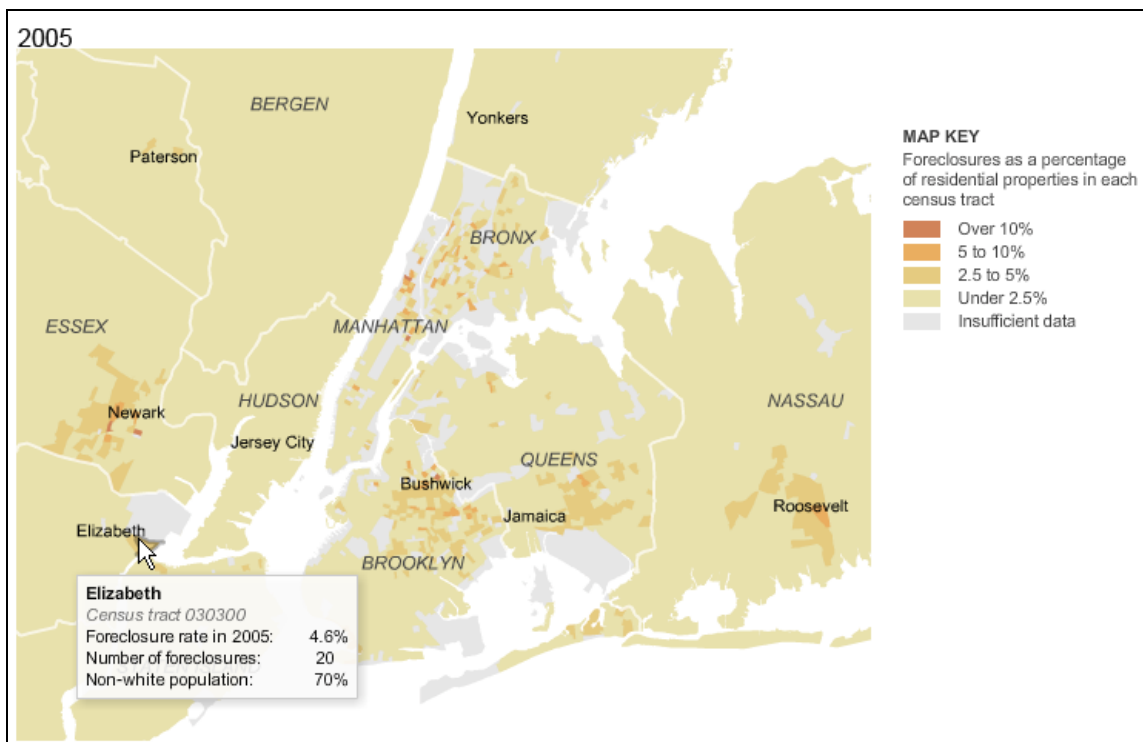 2005
BERGEN
Yonkers
Paterson
BRONX
ESSEX
MANHATTAN
Newark
HUDSON
NASSAU
Jersey City
QUEENS
Bushwick
Roosevelt
Jamaica
Elizabeth
BROOKLYN
Elizabeth
Census tract 030300
Foreclosure rate in 2005: 4.6%
Number of foreclosures: 20
Non-white population: 70%
STATEN ISLAND
MAP KEY
Foreclosures as a percentage
of residential properties in each
census tract
Over 10%
5 to 10%
2.5 to 5%
Under 2.5%
Insufficient data